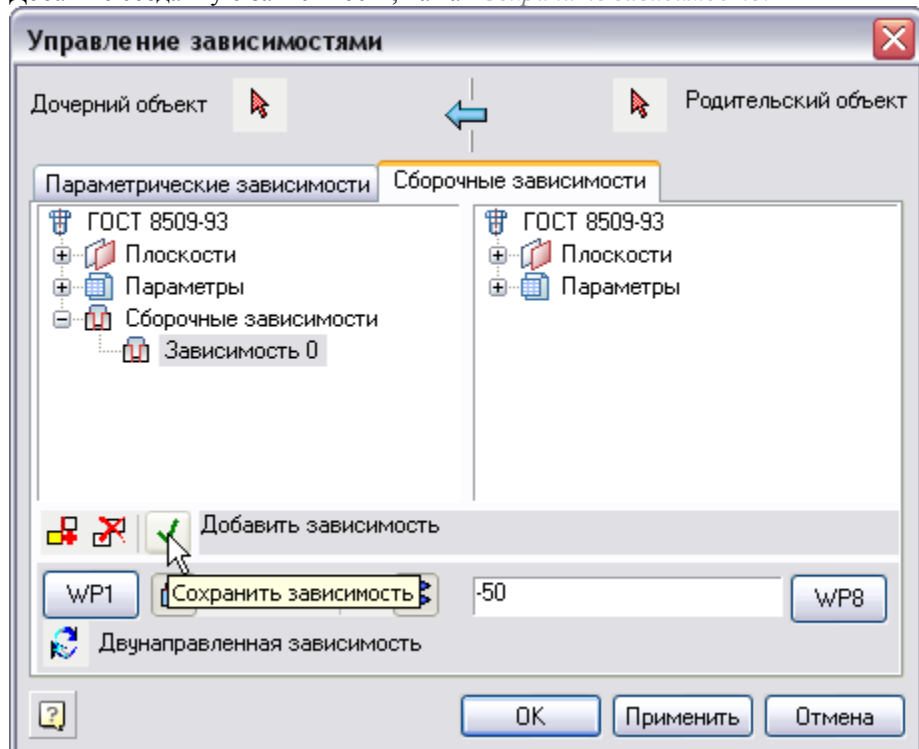 Управление зависимостями
Дочерний объект
Родительский объект
Параметрические зависимости
Сборочные зависимости
ГОСТ 8509-93
Плоскости
Параметры
Сборочные зависимости
Зависимость 0
ГОСТ 8509-93
Плоскости
Параметры
Добавить зависимость
WP1
Сохранить зависимость
-50
WP8
Двунаправленная зависимость
OK
Применить
Отмена